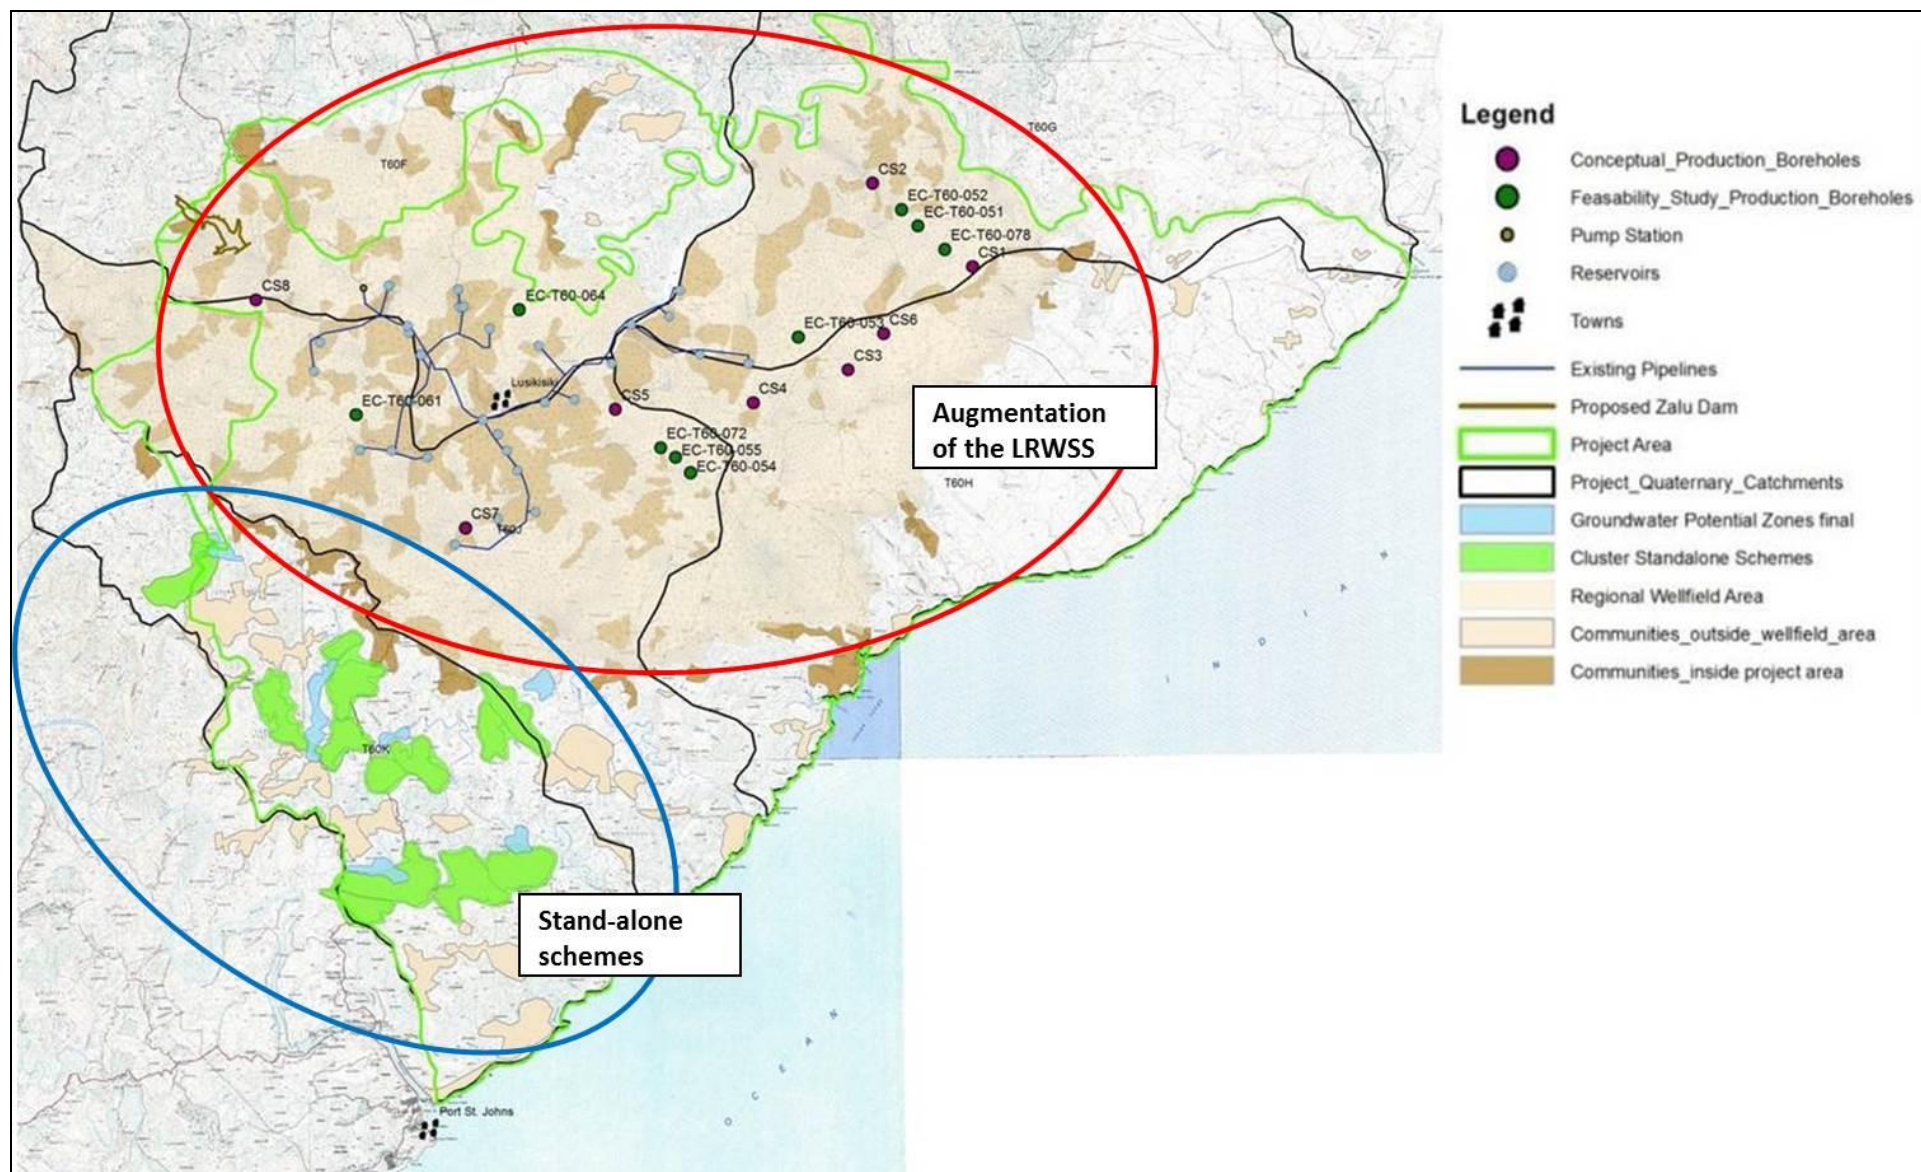 T60G
T60F
CS2
EC-T60-052
EC-T60-051
EC-T60-078
CS1
CS8
EC-T60-064
EC-T60-053
CS6
CS3
Lusikisiki
CS4
CS5
EC-T60-061
Augmentation
of the LRWSS
EC-T60-072
EC-T60-055
EC-T60-054
T60H
CS7
T60J
T60K
Stand-alone
schemes
INDIAN
OCEAN
Port St. Johns
Legend
Conceptual_Production_Boreholes
Feasability_Study_Production_Boreholes
Pump Station
Reservoirs
Towns
Existing Pipelines
Proposed Zalu Dam
Project Area
Project_Quaternary_Catchments
Groundwater Potential Zones final
Cluster Standalone Schemes
Regional Wellfield Area
Communities_outside_wellfield_area
Communities_inside project area